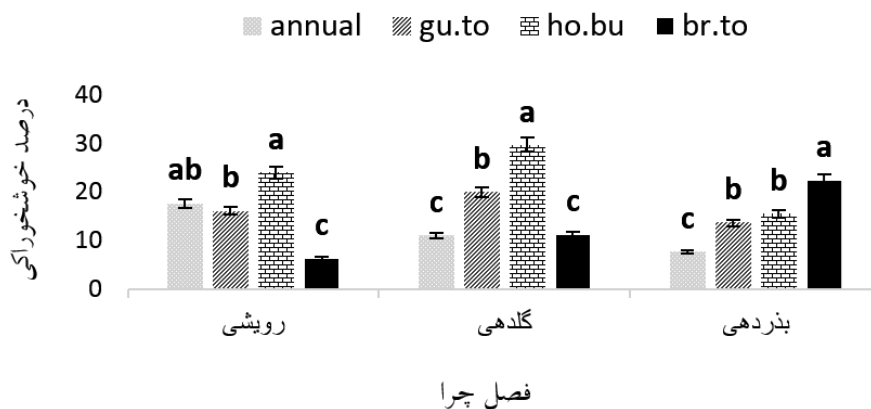 annual gu.to ho.bu br.to
درصد خوشخوراکی
40
30
20
10
0
ab b a c
c b a c
c b b a
رویشی
گلدهی
بذردهی
فصل چرا